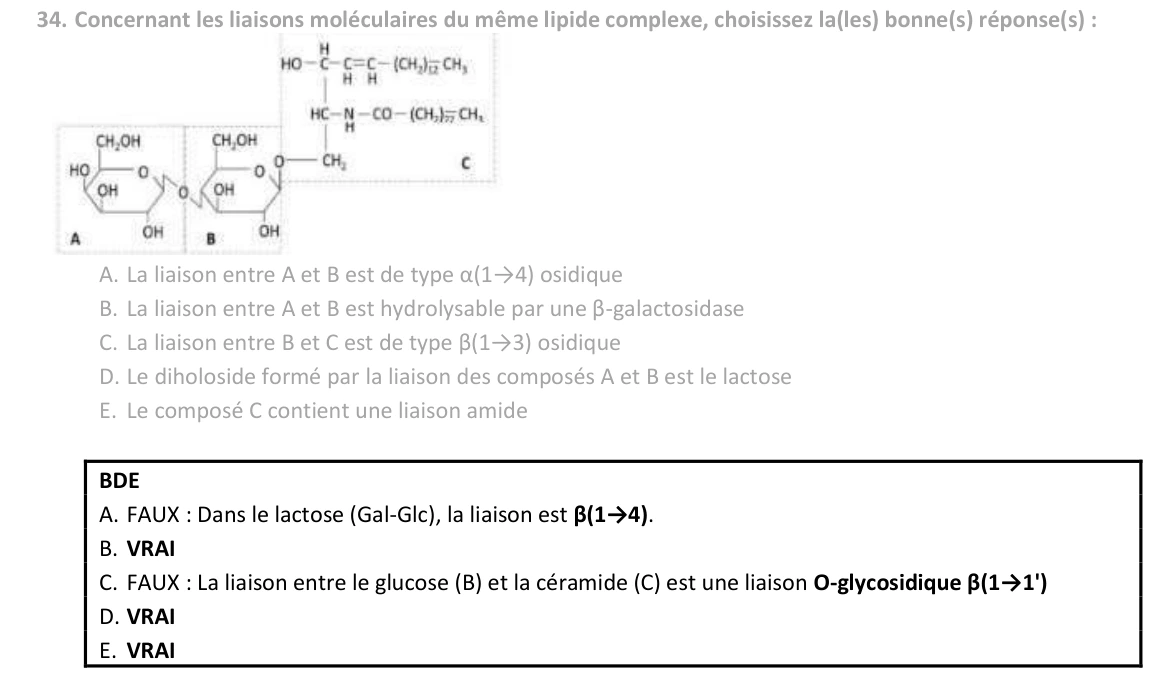 34. Concernant les liaisons moléculaires du même lipide complexe, choisissez la(les) bonne(s) réponse(s) :
H
HO-C-C=C-(CH₂)12 CH₃
H H
HC-N-CO-(CH₂)22 CH₃
H
CH₂OH CH₂OH
O CH₂ C
HO O O
OH O OH
A OH B OH
A. La liaison entre A et B est de type α(1→4) osidique
B. La liaison entre A et B est hydrolysable par une β-galactosidase
C. La liaison entre B et C est de type β(1→3) osidique
D. Le diholoside formé par la liaison des composés A et B est le lactose
E. Le composé C contient une liaison amide
BDE
A. FAUX : Dans le lactose (Gal-Glc), la liaison est β(1→4).
B. VRAI
C. FAUX : La liaison entre le glucose (B) et la céramide (C) est une liaison O-glycosidique β(1→1')
D. VRAI
E. VRAI